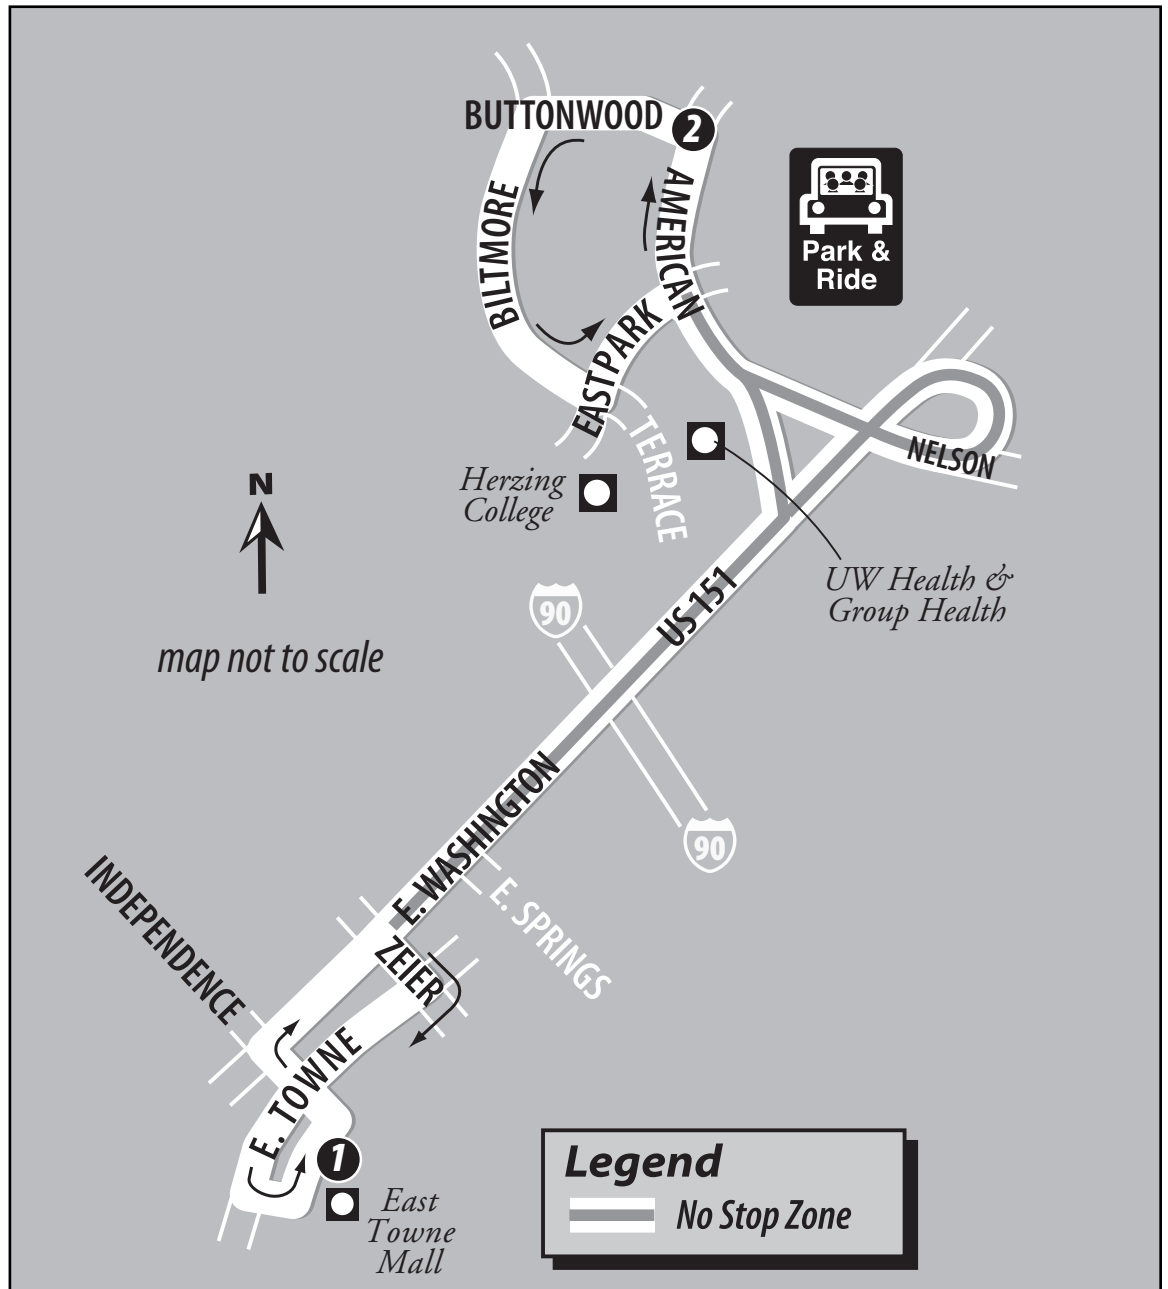 BUTTONWOOD
2
AMERICAN
BILTMORE
Park &
Ride
EASTPARK
TERRACE
NELSON
Herzing
College
N
UW Health &
Group Health
US 151
90
map not to scale
E. WASHINGTON
90
INDEPENDENCE
E. SPRINGS
ZEIER
E. TOWNE
1
East
Towne
Mall
Legend
No Stop Zone